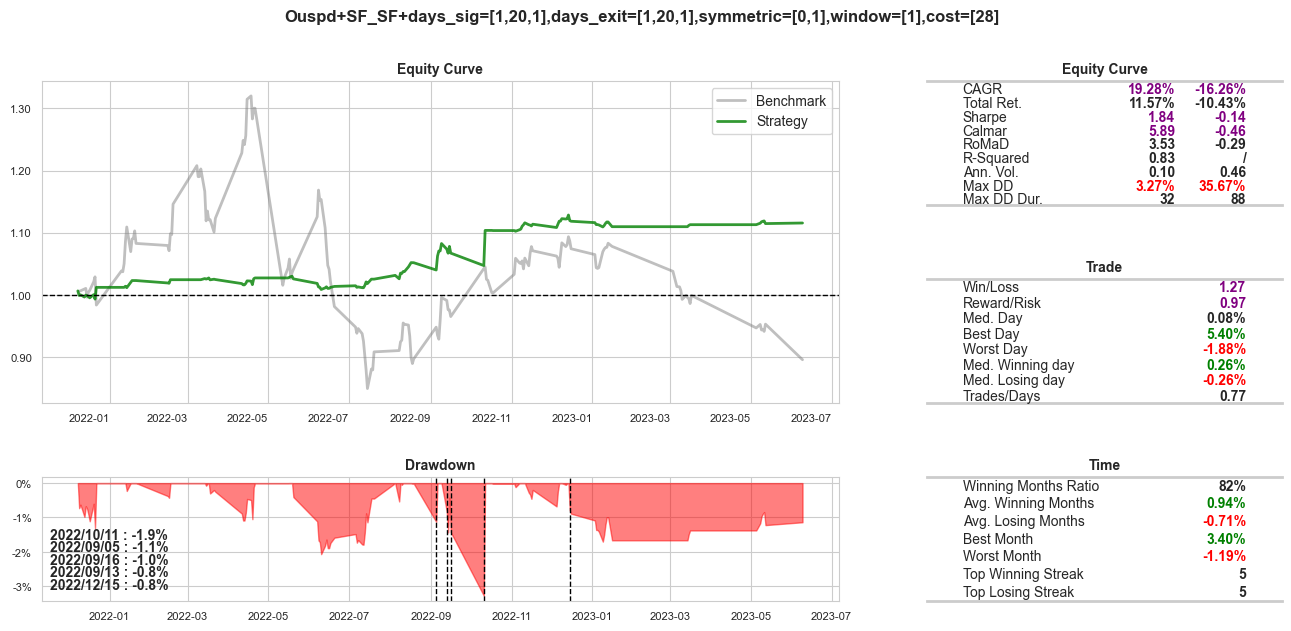 Ouspd+SF_SF+days_sig=[1,20,1],days_exit=[1,20,1],symmetric=[0,1],window=[1],cost=[28]
Equity Curve
1.30
1.20
1.10
1.00
0.90
Benchmark
Strategy
2022-01 2022-03 2022-05 2022-07 2022-09 2022-11 2023-01 2023-03 2023-05 2023-07
Equity Curve
CAGR 19.28% -16.26%
Total Ret. 11.57% -10.43%
Sharpe 1.84 -0.14
Calmar 5.89 -0.46
RoMaD 3.53 -0.29
R-Squared 0.83 /
Ann. Vol. 0.10 0.46
Max DD 3.27% 35.67%
Max DD Dur. 32 88
Trade
Win/Loss 1.27
Reward/Risk 0.97
Med. Day 0.08%
Best Day 5.40%
Worst Day -1.88%
Med. Winning day 0.26%
Med. Losing day -0.26%
Trades/Days 0.77
Drawdown
0%
-1%
-2%
-3%
2022/10/11 : -1.9%
2022/09/05 : -1.1%
2022/09/16 : -1.0%
2022/09/13 : -0.8%
2022/12/15 : -0.8%
2022-01 2022-03 2022-05 2022-07 2022-09 2022-11 2023-01 2023-03 2023-05 2023-07
Time
Winning Months Ratio 82%
Avg. Winning Months 0.94%
Avg. Losing Months -0.71%
Best Month 3.40%
Worst Month -1.19%
Top Winning Streak 5
Top Losing Streak 5